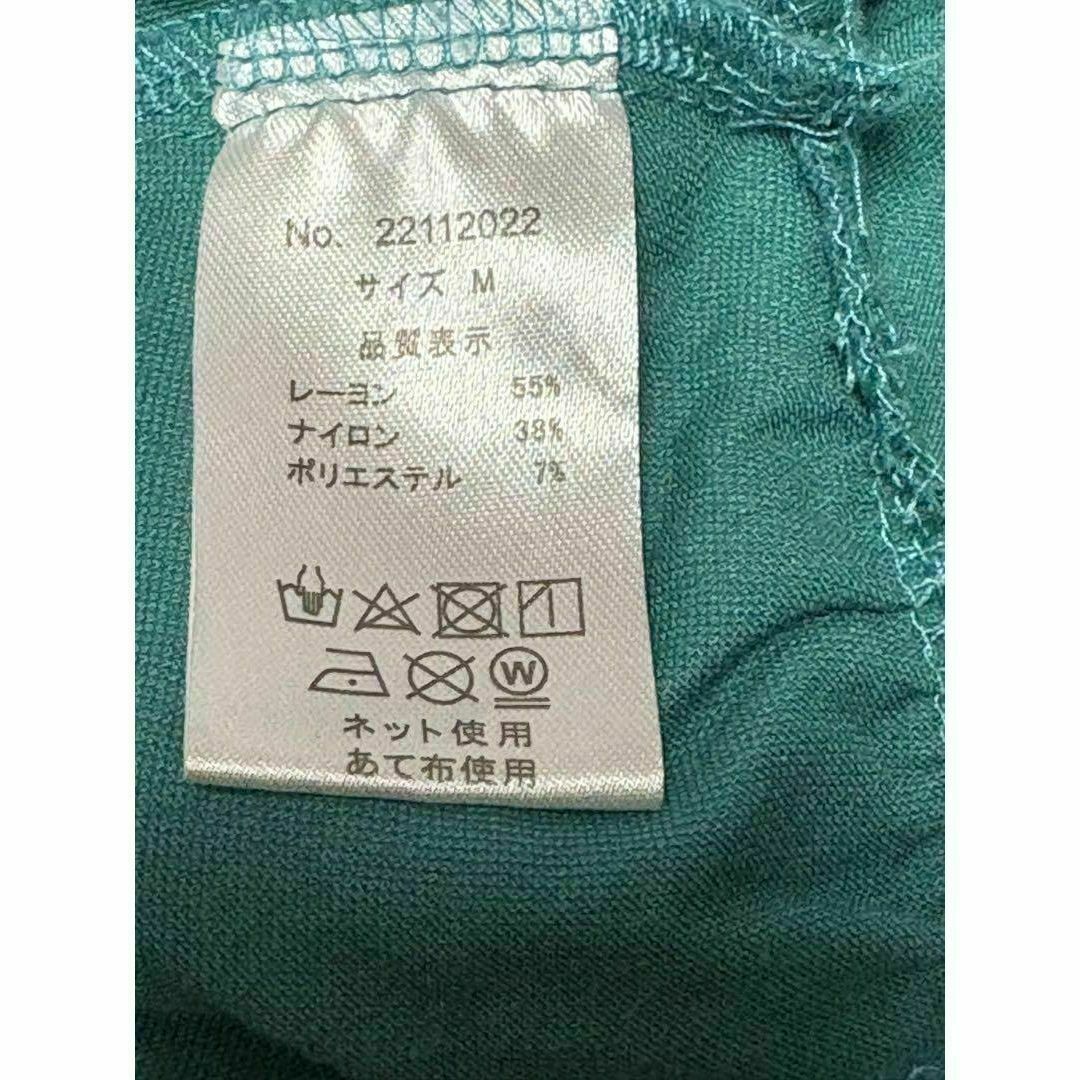 No. 22112022
サイズ M
品質表示
レーヨン 55%
ナイロン 38%
ポリエステル 7%
W
ネット使用
あて布使用